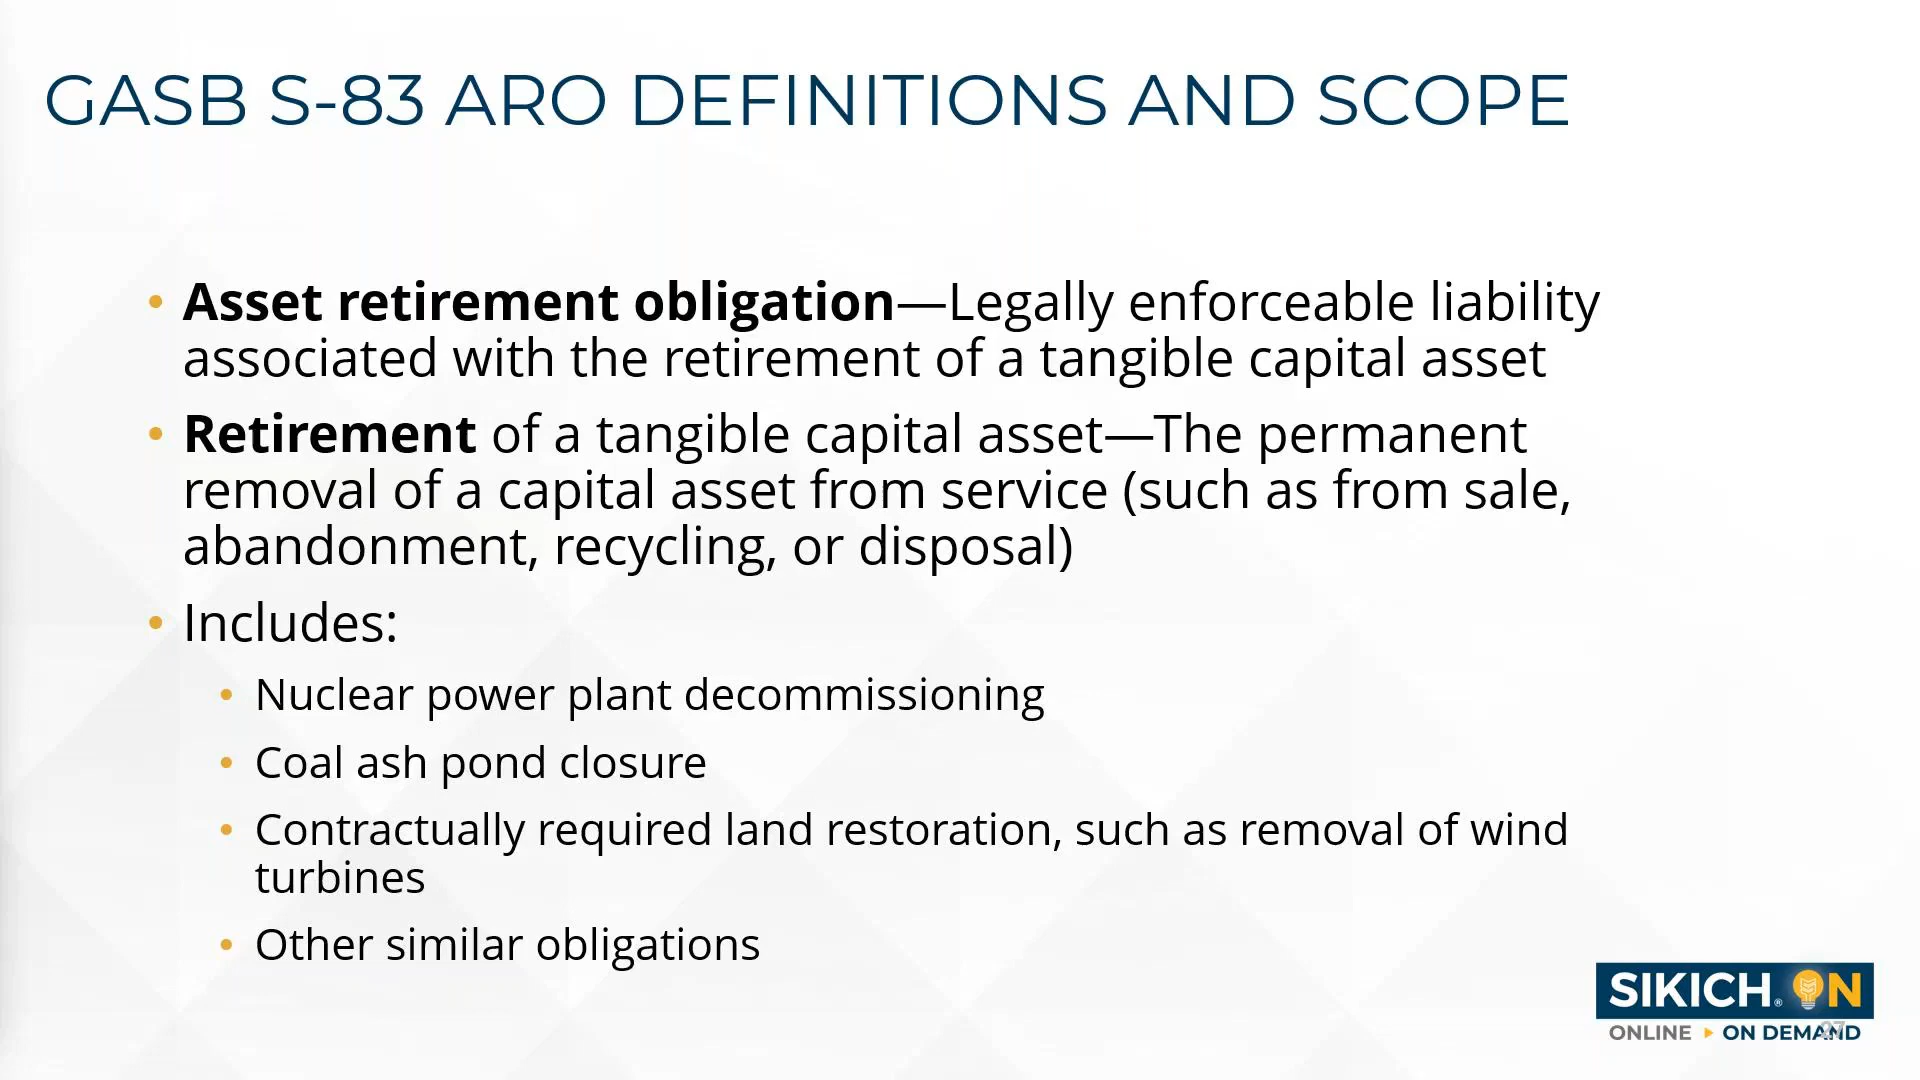 GASB S-83 ARO DEFINITIONS AND SCOPE
• Asset retirement obligation—Legally enforceable liability
associated with the retirement of a tangible capital asset
• Retirement of a tangible capital asset—The permanent
removal of a capital asset from service (such as from sale,
abandonment, recycling, or disposal)
• Includes:
• Nuclear power plant decommissioning
• Coal ash pond closure
• Contractually required land restoration, such as removal of wind
turbines
• Other similar obligations
SIKICH® ON
ONLINE ▸ ON DEMAND
27